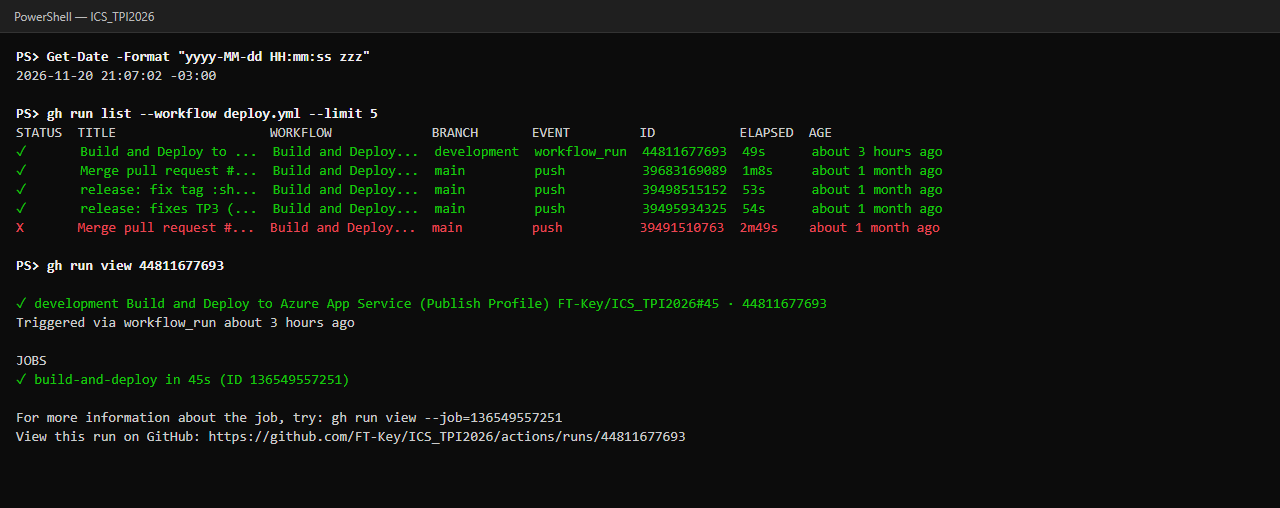 PowerShell — ICS_TPI2026
PS> Get-Date -Format "yyyy-MM-dd HH:mm:ss zzz"
2026-11-20 21:07:02 -03:00
PS> gh run list --workflow deploy.yml --limit 5
STATUS  TITLE                    WORKFLOW             BRANCH       EVENT         ID           ELAPSED  AGE
✓       Build and Deploy to ...  Build and Deploy...  development  workflow_run  44811677693  49s      about 3 hours ago
✓       Merge pull request #...  Build and Deploy...  main         push          39683169089  1m8s     about 1 month ago
✓       release: fix tag :sh...  Build and Deploy...  main         push          39498515152  53s      about 1 month ago
✓       release: fixes TP3 (...  Build and Deploy...  main         push          39495934325  54s      about 1 month ago
X       Merge pull request #...  Build and Deploy...  main         push          39491510763  2m49s    about 1 month ago
PS> gh run view 44811677693
✓ development Build and Deploy to Azure App Service (Publish Profile) FT-Key/ICS_TPI2026#45 · 44811677693
Triggered via workflow_run about 3 hours ago
JOBS
✓ build-and-deploy in 45s (ID 136549557251)
For more information about the job, try: gh run view --job=136549557251
View this run on GitHub: https://github.com/FT-Key/ICS_TPI2026/actions/runs/44811677693